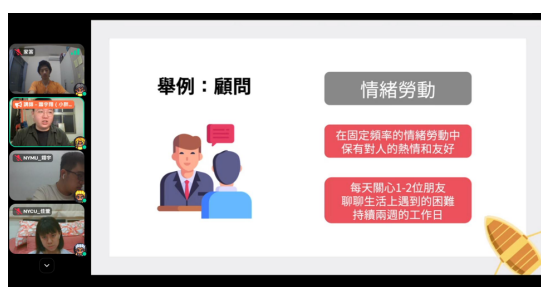 舉例：顧問
情緒勞動
在固定頻率的情緒勞動中
保有對人的熱情和友好
每天關心1-2位朋友
聊聊生活上遇到的困難
持續兩週的工作日